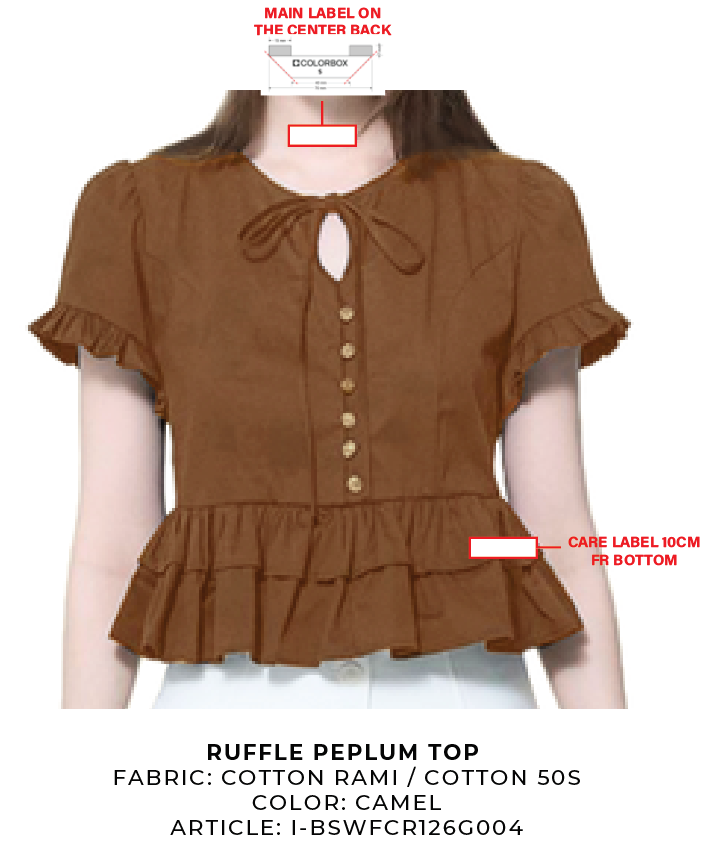 MAIN LABEL ON
THE CENTER BACK
COLORBOX
S
CARE LABEL 10CM
FR BOTTOM
RUFFLE PEPLUM TOP
FABRIC: COTTON RAMI / COTTON 50S
COLOR: CAMEL
ARTICLE: I-BSWFCR126G004